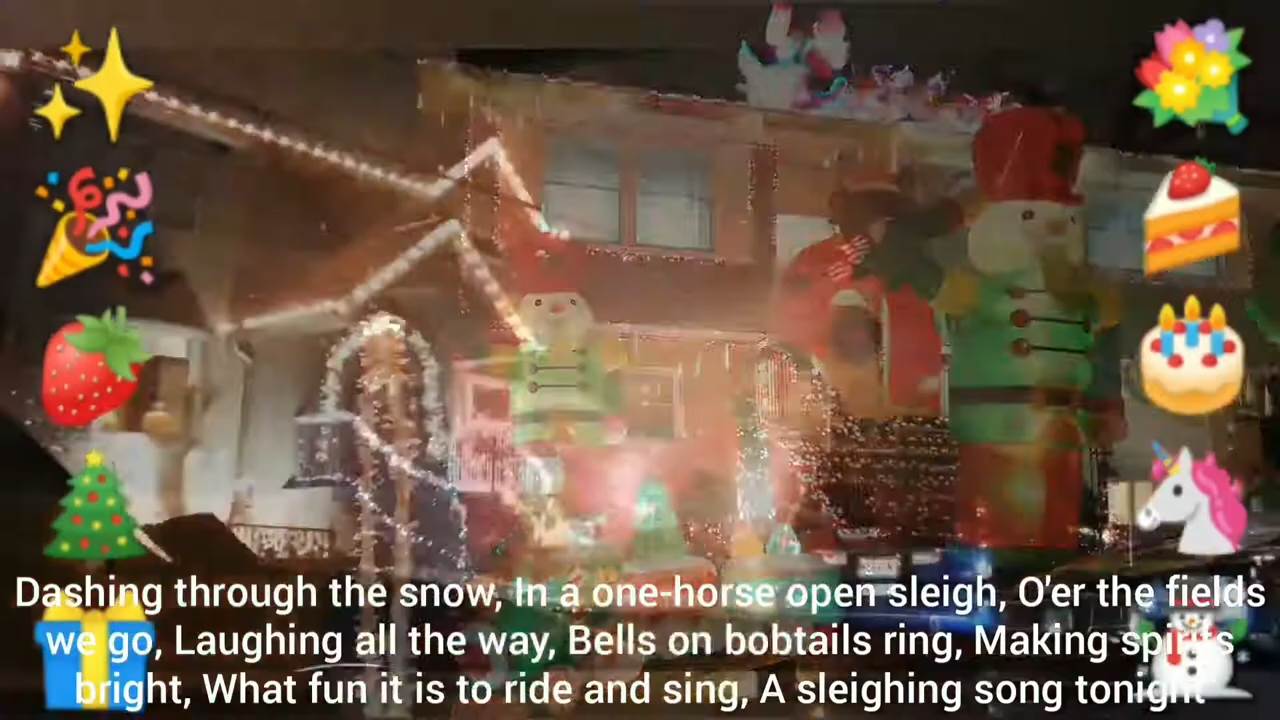 Dashing through the snow, In a one-horse open sleigh, O'er the fields
we go, Laughing all the way, Bells on bobtails ring, Making spirits
bright, What fun it is to ride and sing, A sleighing song tonight